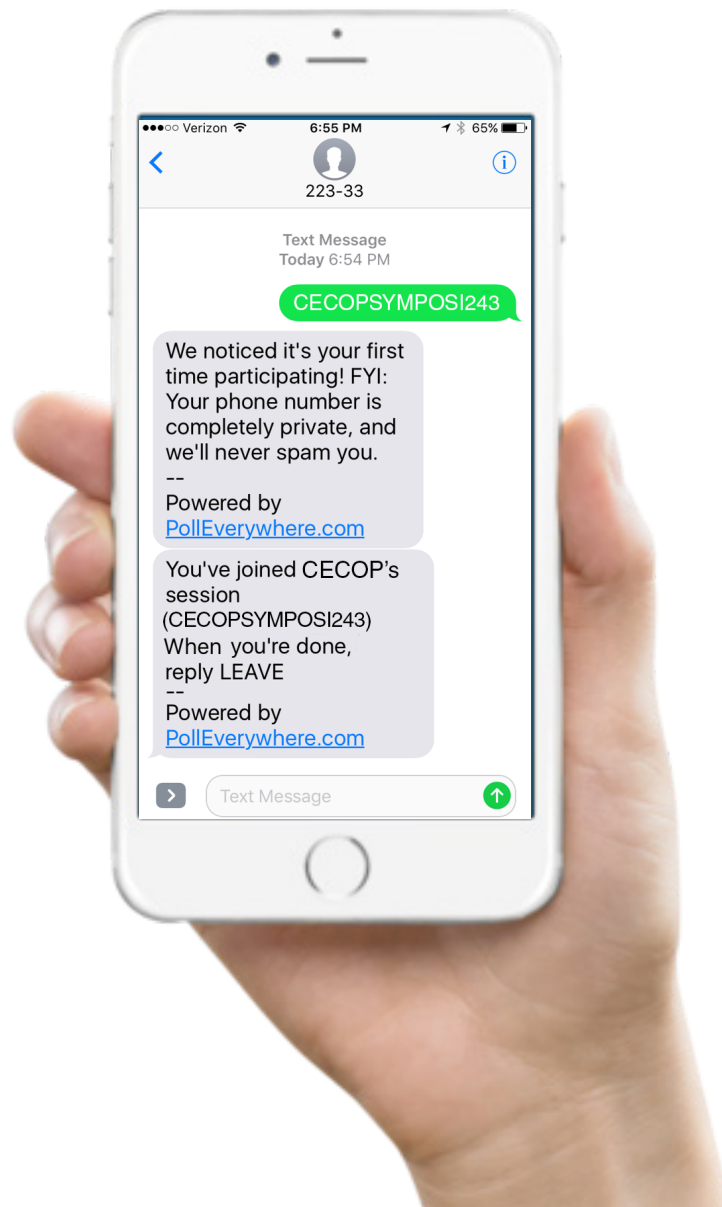 Verizon 6:55 PM 65%
223-33
Text Message
Today 6:54 PM
CECOPSYMPOSI243
We noticed it's your first
time participating! FYI:
Your phone number is
completely private, and
we'll never spam you.
--
Powered by
PollEverywhere.com
You've joined CECOP's
session
(CECOPSYMPOSI243)
When you're done,
reply LEAVE
--
Powered by
PollEverywhere.com
Text Message